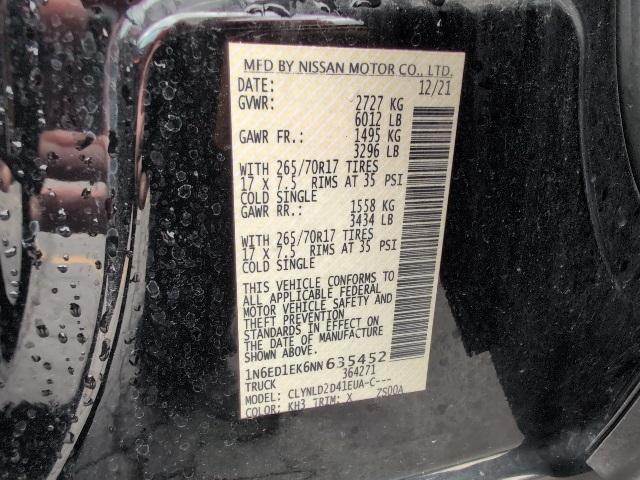 MFD BY NISSAN MOTOR CO., LTD.
DATE: 12/21
GVWR: 2727 KG
6012 LB
GAWR FR.: 1495 KG
3296 LB
WITH 265/70R17 TIRES
17 X 7.5 RIMS AT 35 PSI
COLD SINGLE
GAWR RR.: 1558 KG
3434 LB
WITH 265/70R17 TIRES
17 X 7.5 RIMS AT 35 PSI
COLD SINGLE
THIS VEHICLE CONFORMS TO
ALL APPLICABLE FEDERAL
MOTOR VEHICLE SAFETY AND
THEFT PREVENTION
STANDARDS IN EFFECT ON
THE DATE OF MANUFACTURE
SHOWN ABOVE.
1N6ED1EK6NN635452
TRUCK 364271
MODEL: CLYNLD2D41EUA-C---
COLOR: KH3 TRIM: X ZS00A